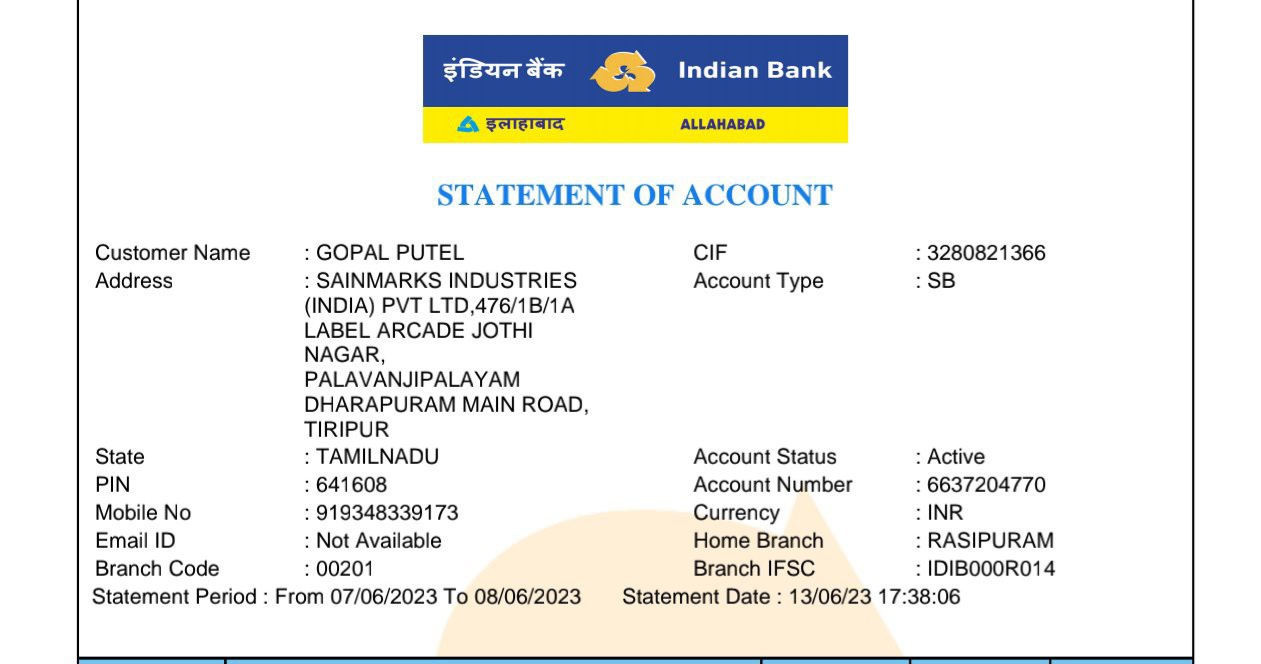 इंडियन बैंक Indian Bank
इलाहाबाद ALLAHABAD
STATEMENT OF ACCOUNT
Customer Name : GOPAL PUTEL CIF : 3280821366
Address : SAINMARKS INDUSTRIES Account Type : SB
(INDIA) PVT LTD,476/1B/1A
LABEL ARCADE JOTHI
NAGAR,
PALAVANJIPALAYAM
DHARAPURAM MAIN ROAD,
TIRIPUR
State : TAMILNADU Account Status : Active
PIN : 641608 Account Number : 6637204770
Mobile No : 919348339173 Currency : INR
Email ID : Not Available Home Branch : RASIPURAM
Branch Code : 00201 Branch IFSC : IDIB000R014
Statement Period : From 07/06/2023 To 08/06/2023 Statement Date : 13/06/23 17:38:06